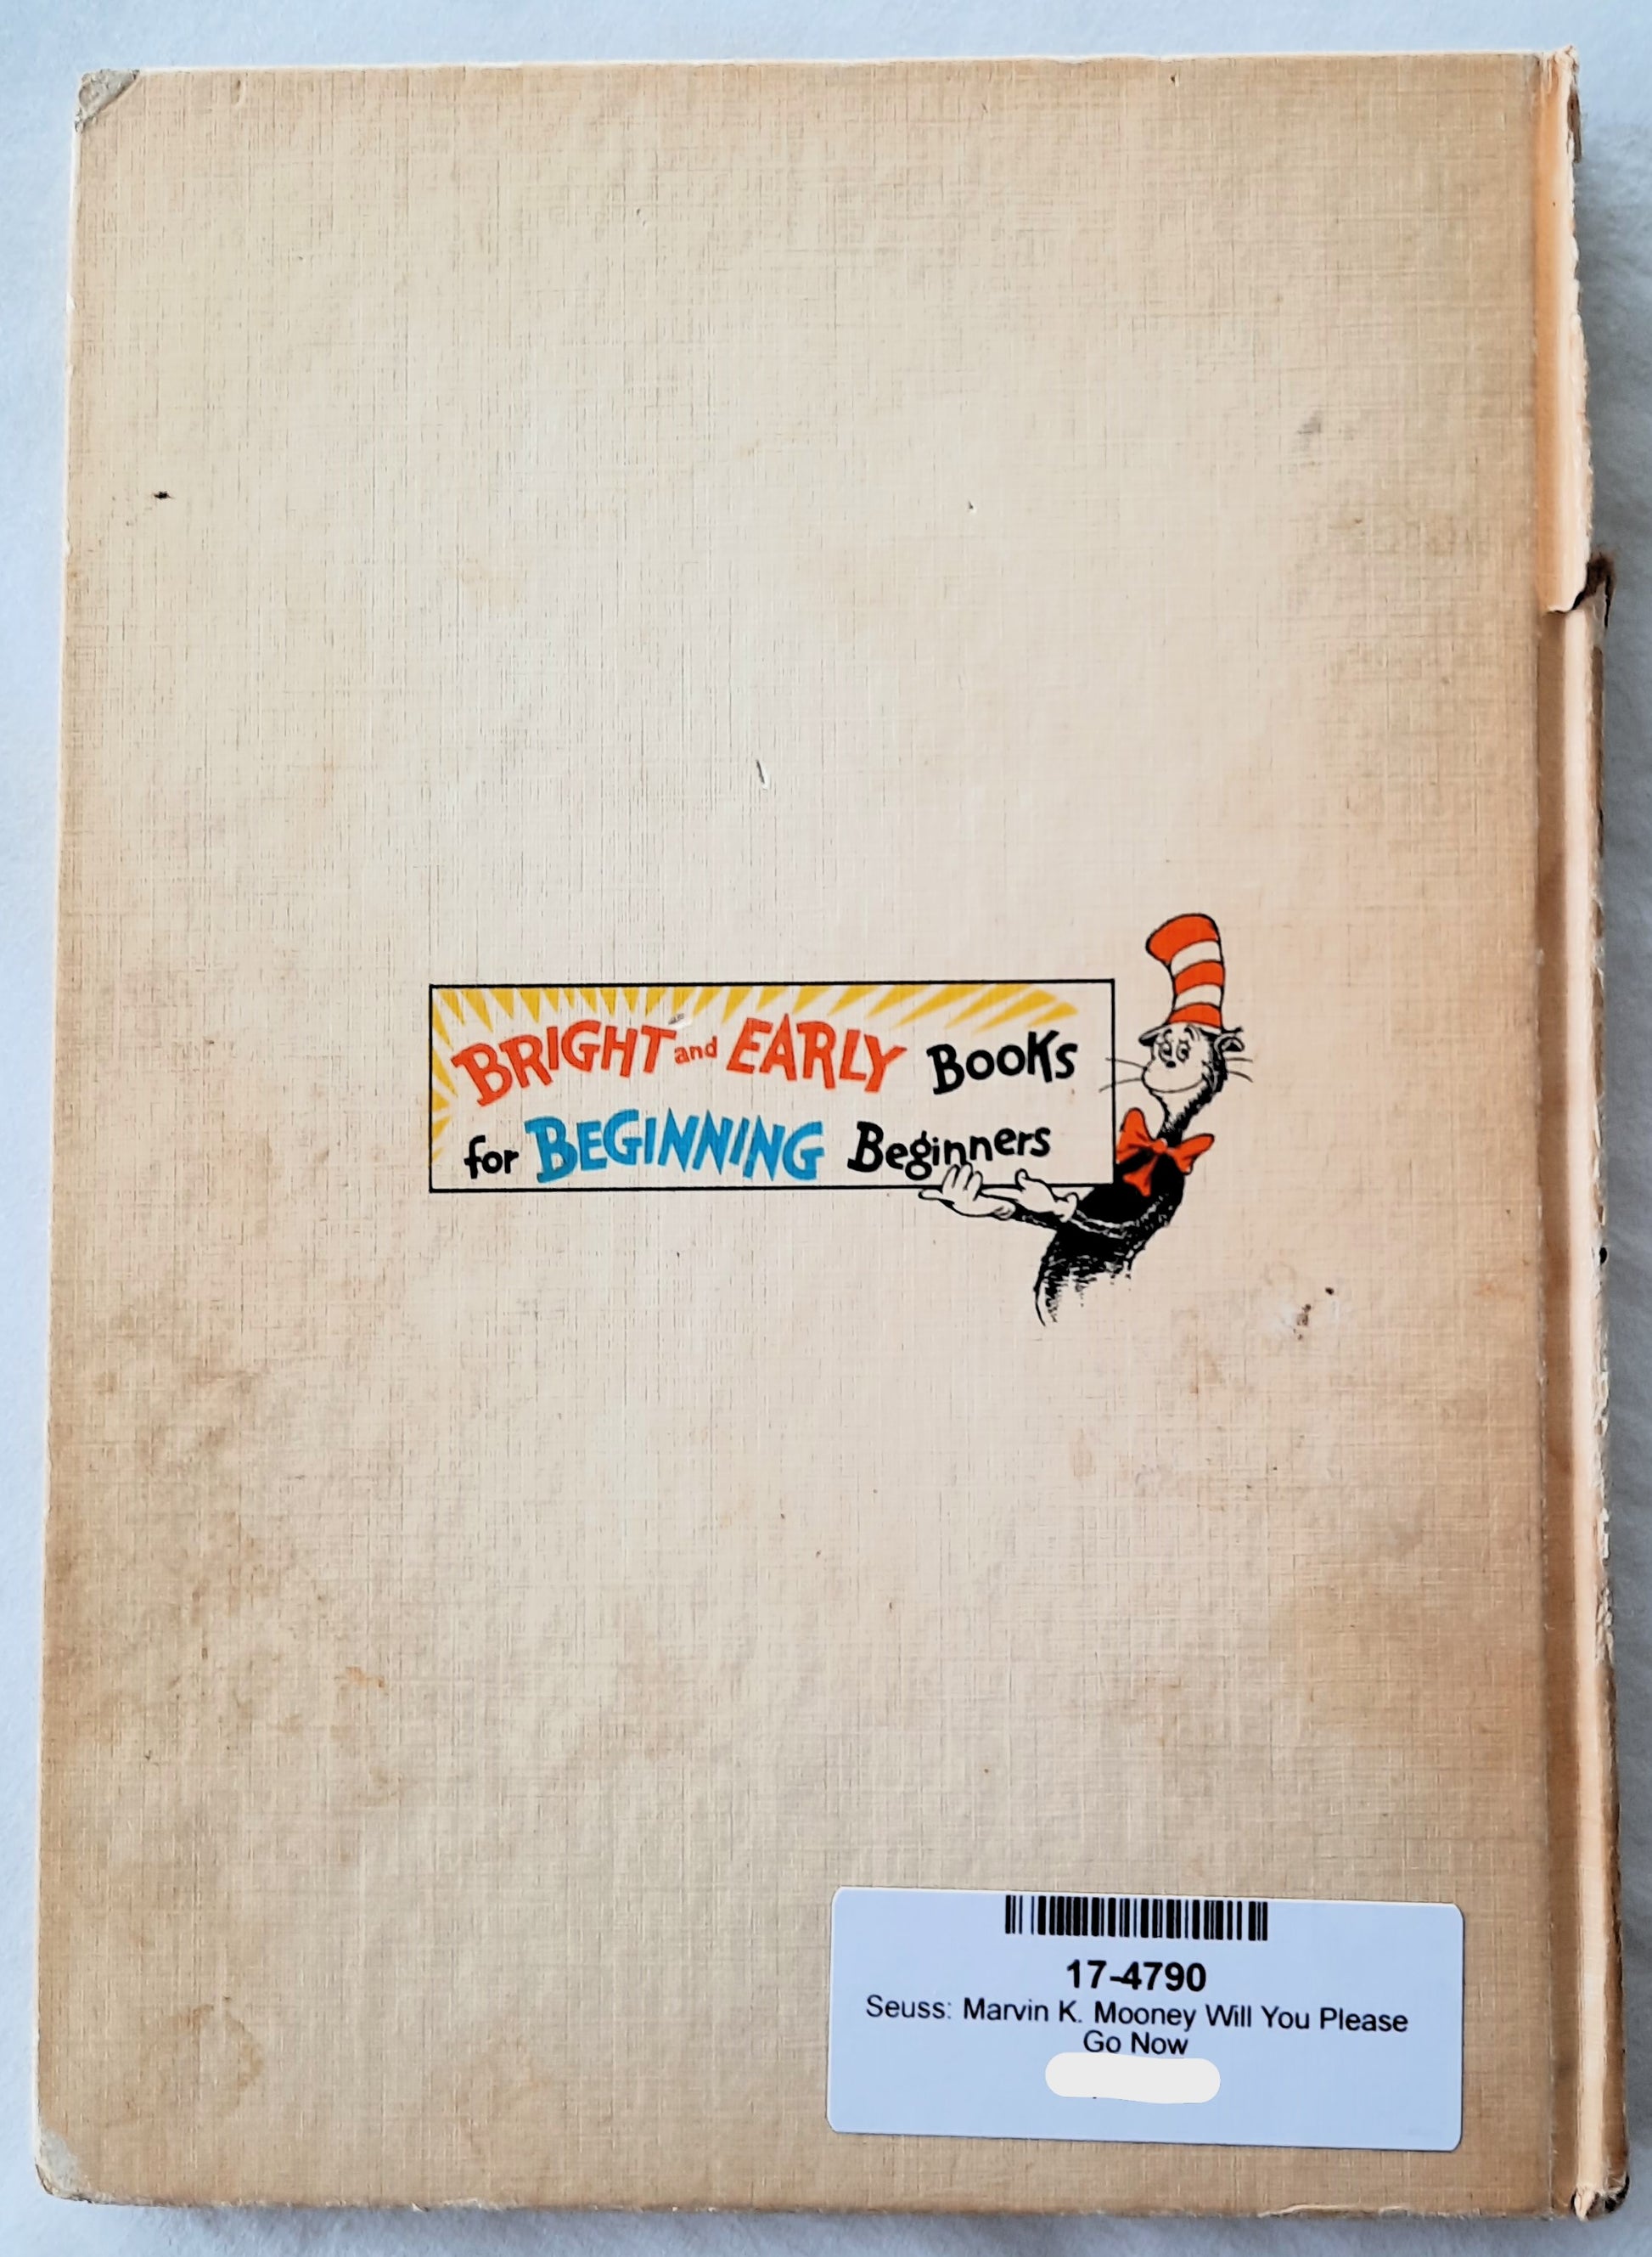 BRIGHT and EARLY BOOKS
for BEGINNING Beginners
17-4790
Seuss: Marvin K. Mooney Will You Please
Go Now